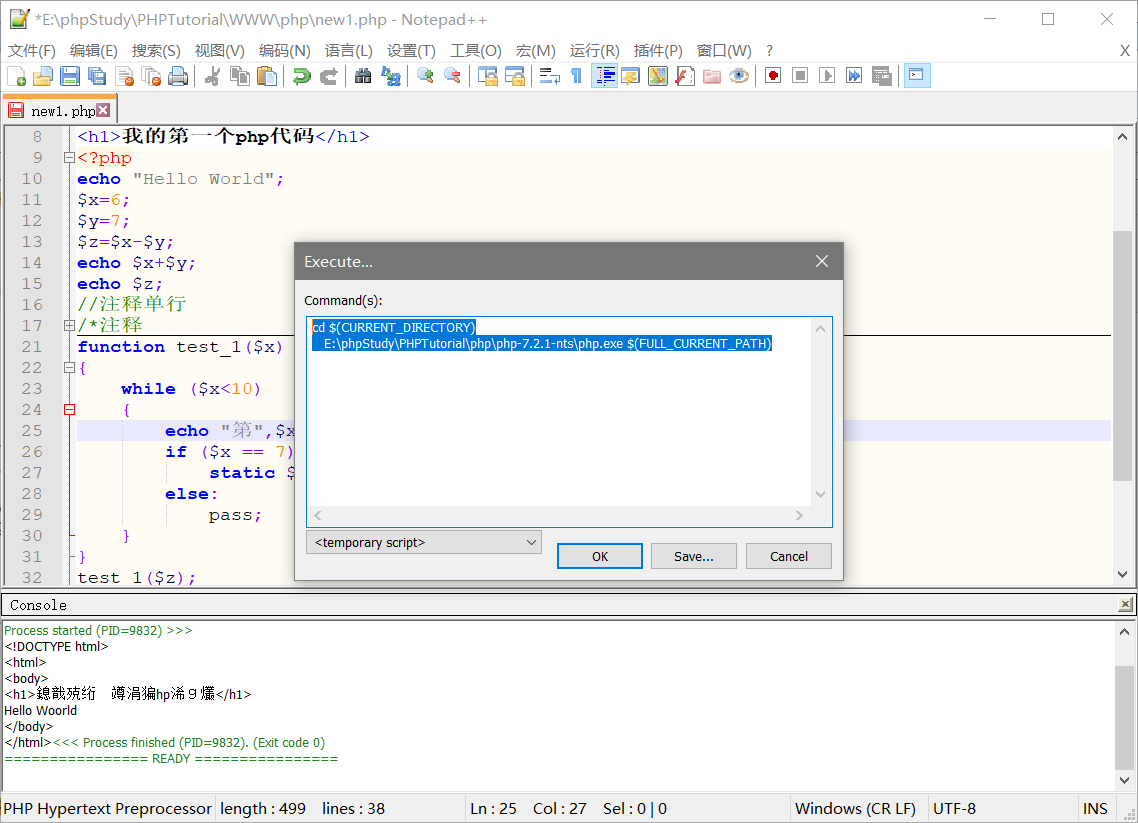 *E:\phpStudy\PHPTutorial\WWW\php\new1.php - Notepad++
文件(F) 编辑(E) 搜索(S) 视图(V) 编码(N) 语言(L) 设置(T) 工具(O) 宏(M) 运行(R) 插件(P) 窗口(W) ? X
new1.php
8 <h1>我的第一个php代码</h1>
9 <?php
10 echo "Hello World";
11 $x=6;
12 $y=7;
13 $z=$x-$y;
14 echo $x+$y;
15 echo $z;
16 //注释单行
17 /*注释
21 function test_1($x)
22 {
23 while ($x<10)
24 {
25 echo "第",$x
26 if ($x == 7)
27 static $
28 else:
29 pass;
30 }
31 }
32 test_1($z);
Execute...
Command(s):
cd $(CURRENT_DIRECTORY)
E:\phpStudy\PHPTutorial\php\php-7.2.1-nts\php.exe $(FULL_CURRENT_PATH)
<temporary script>
OK Save... Cancel
Console
Process started (PID=9832) >>>
<!DOCTYPE html>
<html>
<body>
<h1>鎴戠殑绗 hp浠g</h1>
Hello Woorld
</body>
</html><<< Process finished (PID=9832). (Exit code 0)
================ READY ================
PHP Hypertext Preprocessor length : 499 lines : 38 Ln : 25 Col : 27 Sel : 0 | 0 Windows (CR LF) UTF-8 INS